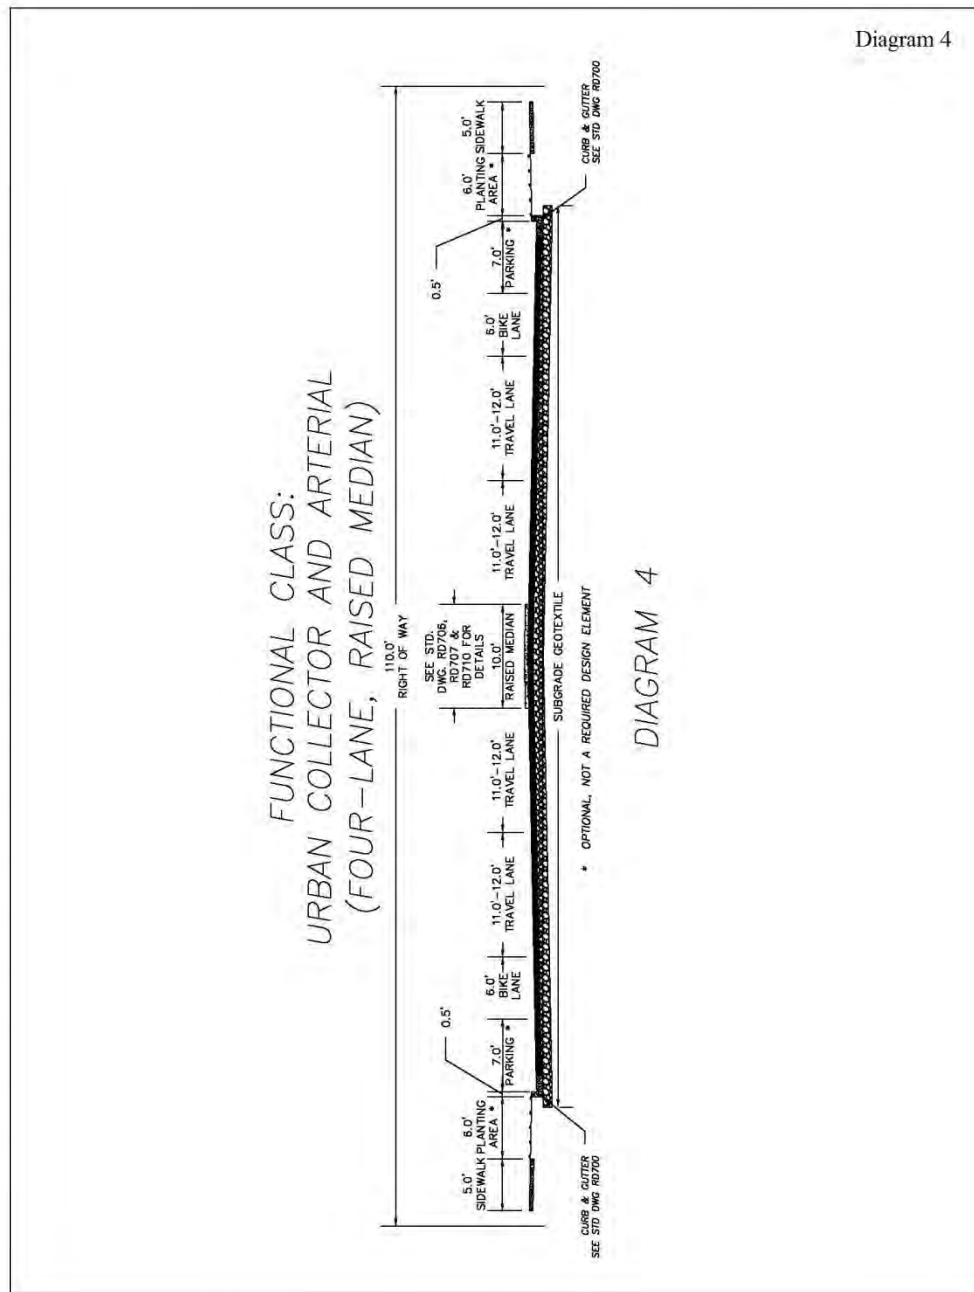 Diagram 4
FUNCTIONAL CLASS:
URBAN COLLECTOR AND ARTERIAL
(FOUR-LANE, RAISED MEDIAN)
110.0'
RIGHT OF WAY
SEE STD.
DWG. RD706,
RD707 &
RD710 FOR
DETAILS
0.5'
0.5'
5.0'
SIDEWALK
6.0'
PLANTING
AREA *
7.0'
PARKING *
6.0'
BIKE
LANE
11.0'-12.0'
TRAVEL LANE
11.0'-12.0'
TRAVEL LANE
10.0'
RAISED MEDIAN
11.0'-12.0'
TRAVEL LANE
11.0'-12.0'
TRAVEL LANE
6.0'
BIKE
LANE
7.0'
PARKING *
6.0'
PLANTING
AREA *
5.0'
SIDEWALK
SUBGRADE GEOTEXTILE
CURB & GUTTER
SEE STD DWG RD700
* OPTIONAL, NOT A REQUIRED DESIGN ELEMENT
CURB & GUTTER
SEE STD DWG RD700
DIAGRAM 4